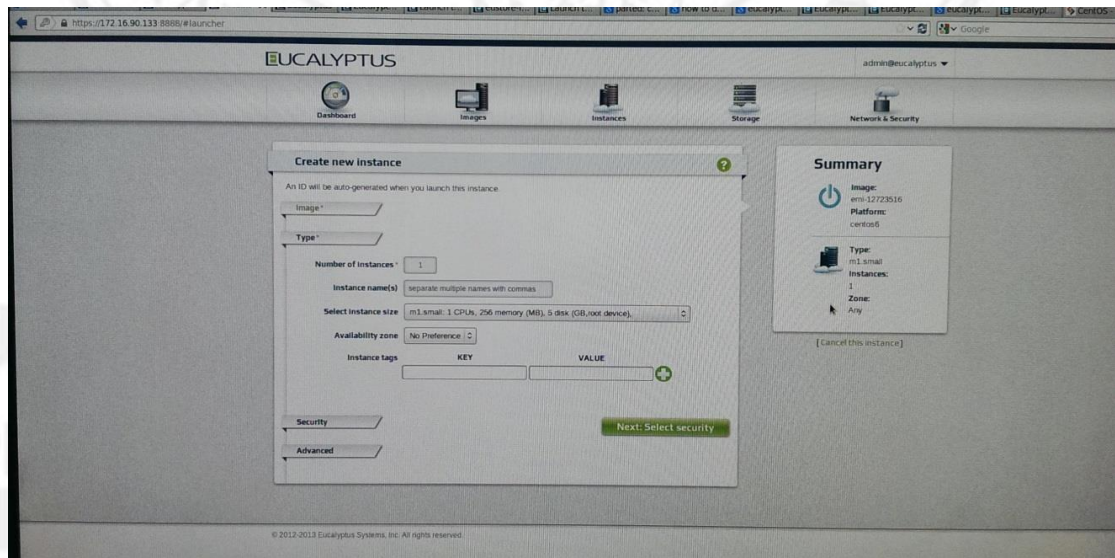 https://172.16.90.133:8888/#launcher
Google
EUCALYPTUS
admin@eucalyptus
Dashboard
Images
Instances
Storage
Network & Security
Create new instance
?
An ID will be auto-generated when you launch this instance.
Image *
Type *
Number of instances * 1
Instance name(s) separate multiple names with commas
Select instance size m1.small: 1 CPUs, 256 memory (MB), 5 disk (GB,root device),
Availability zone No Preference
Instance tags KEY VALUE
Security
Next: Select security
Advanced
Summary
Image:
emi-12723516
Platform:
centos6
Type:
m1.small
Instances:
1
Zone:
Any
[Cancel this instance]
© 2012-2013 Eucalyptus Systems, Inc. All rights reserved.